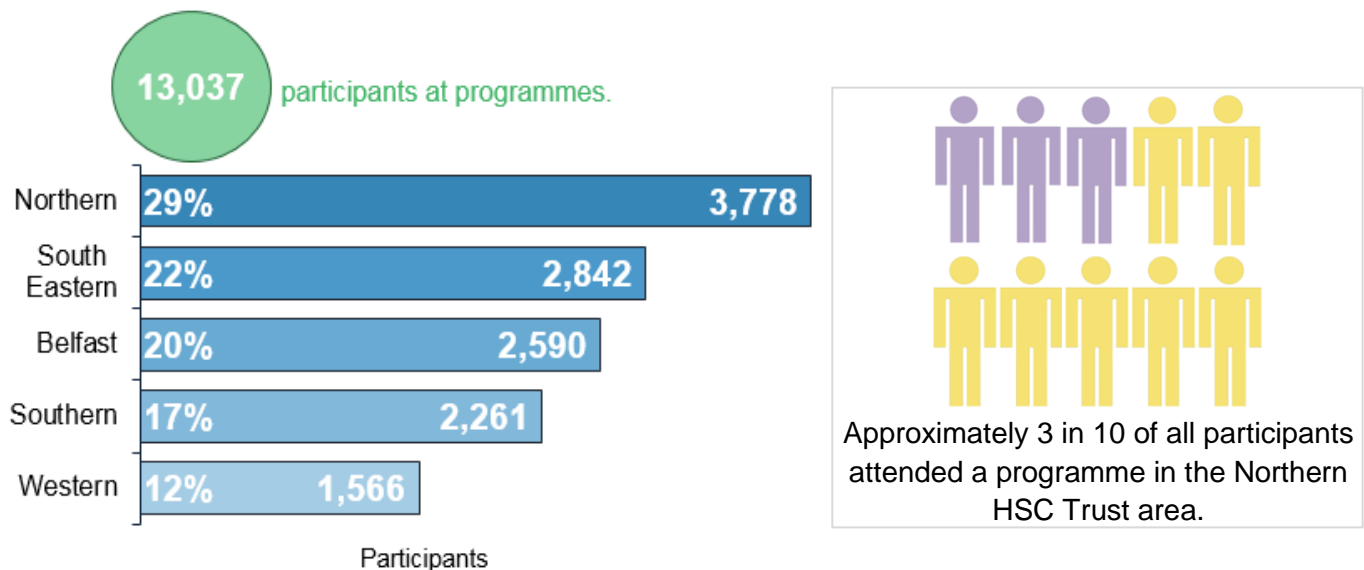 13,037 participants at programmes.
Northern 29% 3,778
South
Eastern 22% 2,842
Belfast 20% 2,590
Southern 17% 2,261
Western 12% 1,566
Participants
Approximately 3 in 10 of all participants
attended a programme in the Northern
HSC Trust area.